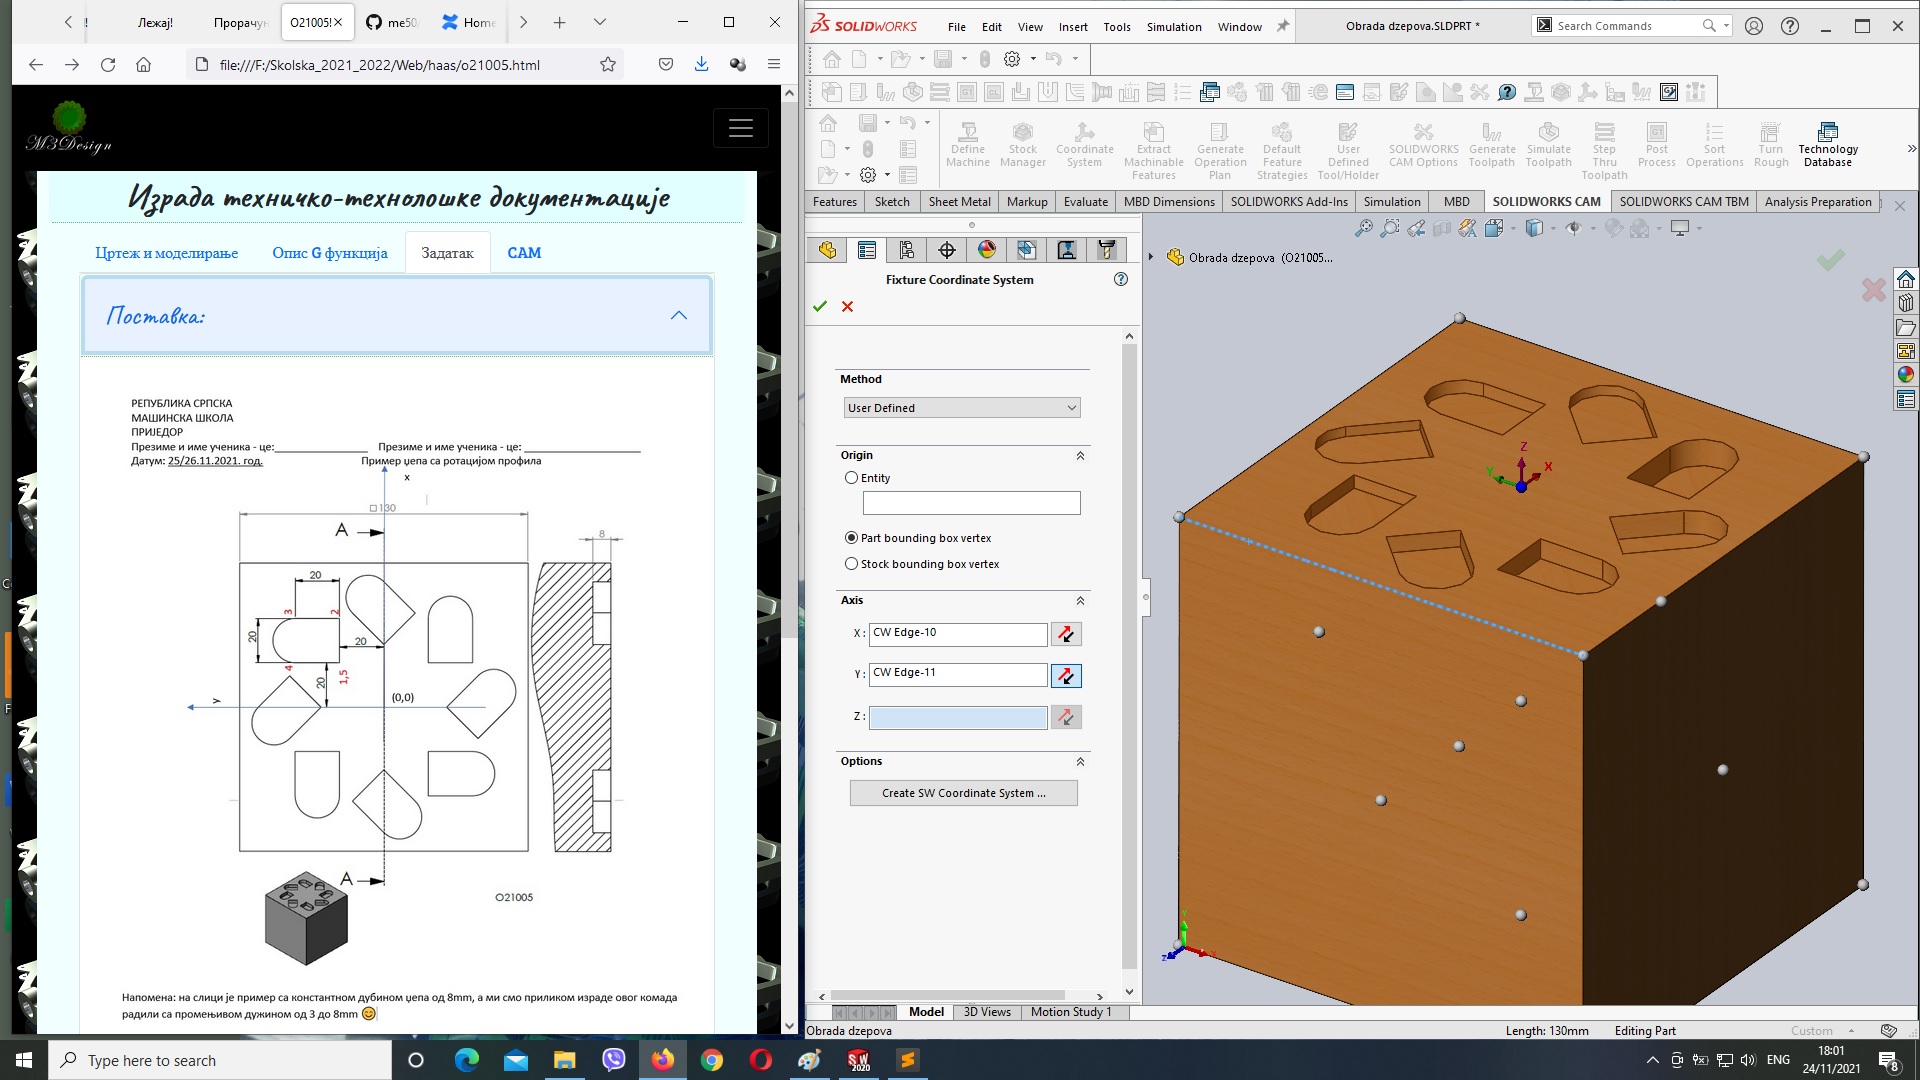 Лежај!
Прорачун
O21005!
me50
Home
file:///F:/Skolska_2021_2022/Web/haas/o21005.html
M3Design
Израда техничко-технолошке документације
Цртеж и моделирање
Опис G функција
Задатак
CAM
Поставка:
РЕПУБЛИКА СРПСКА
МАШИНСКА ШКОЛА
ПРИЈЕДОР
Презиме и име ученика - це: Презиме и име ученика - це:
Датум: 25/26.11.2021. год. Пример џепа са ротацијом профила
x
130
A
8
20
3
2
20
20
4
20
1,5
y
(0,0)
A
O21005
Напомена: на слици је пример са константном дубином џепа од 8mm, а ми смо приликом израде овог комада
радили са промењивом дужином од 3 до 8mm
SOLIDWORKS
File Edit View Insert Tools Simulation Window
Obrada dzepova.SLDPRT *
Search Commands
Define Machine
Stock Manager
Coordinate System
Extract Machinable Features
Generate Operation Plan
Default Feature Strategies
User Defined Tool/Holder
SOLIDWORKS CAM Options
Generate Toolpath
Simulate Toolpath
Step Thru Toolpath
Post Process
Sort Operations
Turn Rough
Technology Database
Features
Sketch
Sheet Metal
Markup
Evaluate
MBD Dimensions
SOLIDWORKS Add-Ins
Simulation
MBD
SOLIDWORKS CAM
SOLIDWORKS CAM TBM
Analysis Preparation
Fixture Coordinate System
Method
User Defined
Origin
Entity
Part bounding box vertex
Stock bounding box vertex
Axis
X : CW Edge-10
Y : CW Edge-11
Z :
Options
Create SW Coordinate System ...
Obrada dzepova (O21005...
Z
Y
X
Y
X
Z
Model
3D Views
Motion Study 1
Obrada dzepova
Length: 130mm
Editing Part
Custom
Type here to search
SW
2020
ENG
18:01
24/11/2021
8